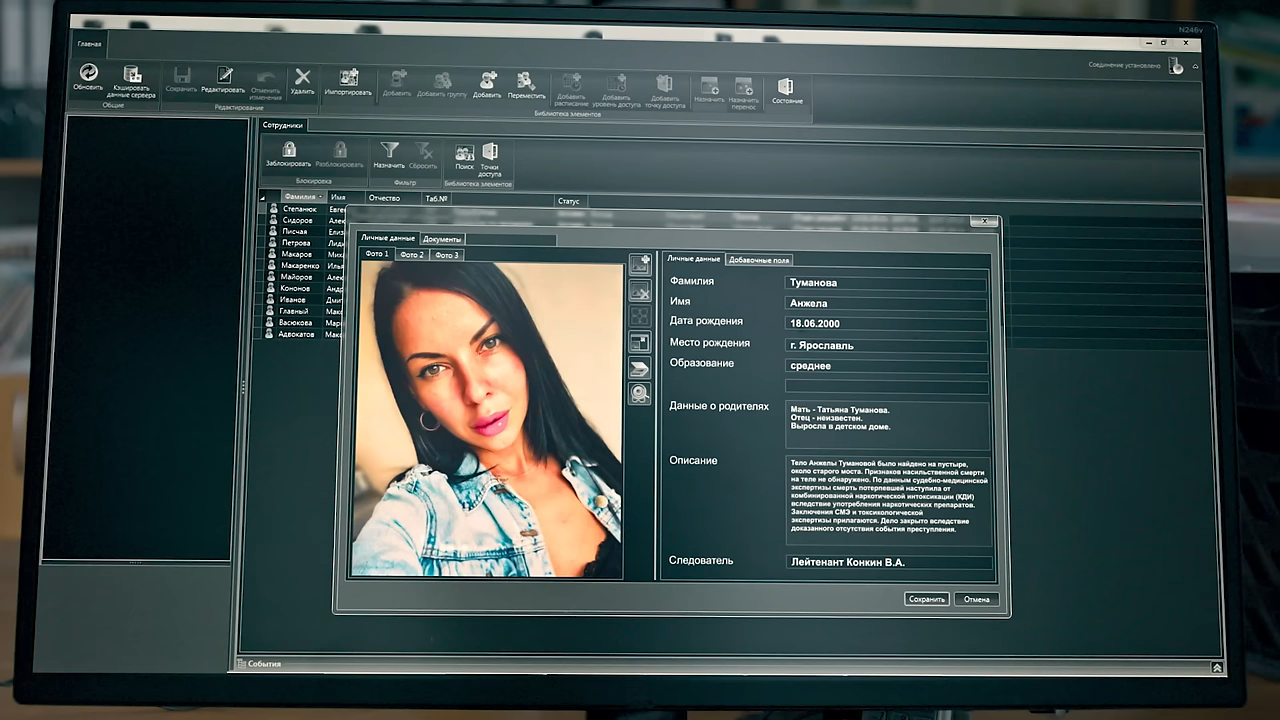 N246v
Главная
Соединение установлено
Обновить
Кэшировать
данные сервера
Сохранить
Редактировать
Отменить
изменения
Удалить
Импортировать
Добавить
Добавить группу
Добавить
Переместить
Добавить
расписание
Добавить
уровень доступа
Добавить
точку доступа
Назначить
Назначить
перенос
Состояние
Общие
Редактирование
Библиотека элементов
Сотрудники
Заблокировать
Разблокировать
Назначить
Сбросить
Поиск
Точки
доступа
Блокировка
Фильтр
Библиотека элементов
Фамилия
Имя
Отчество
Таб.№
Статус
Степанюк
Сидоров
Писчая
Петрова
Макаров
Макаренко
Майоров
Кононов
Иванов
Главный
Васюкова
Адвокатов
Личные данные
Документы
Фото 1
Фото 2
Фото 3
Личные данные
Добавочные поля
Фамилия Туманова
Имя Анжела
Дата рождения 18.06.2000
Место рождения г. Ярославль
Образование среднее
Данные о родителях
Мать - Татьяна Туманова.
Отец - неизвестен.
Выросла в детском доме.
Описание
Тело Анжелы Тумановой было найдено на пустыре,
около старого моста. Признаков насильственной смерти
на теле не обнаружено. По данным судебно-медицинской
экспертизы смерть потерпевшей наступила от
комбинированной наркотической интоксикации (КДИ)
вследствие употребления наркотических препаратов.
Заключения СМЭ и токсикологической
экспертизы прилагаются. Дело закрыто вследствие
доказанного отсутствия события преступления.
Следователь Лейтенант Конкин В.А.
Сохранить
Отмена
События